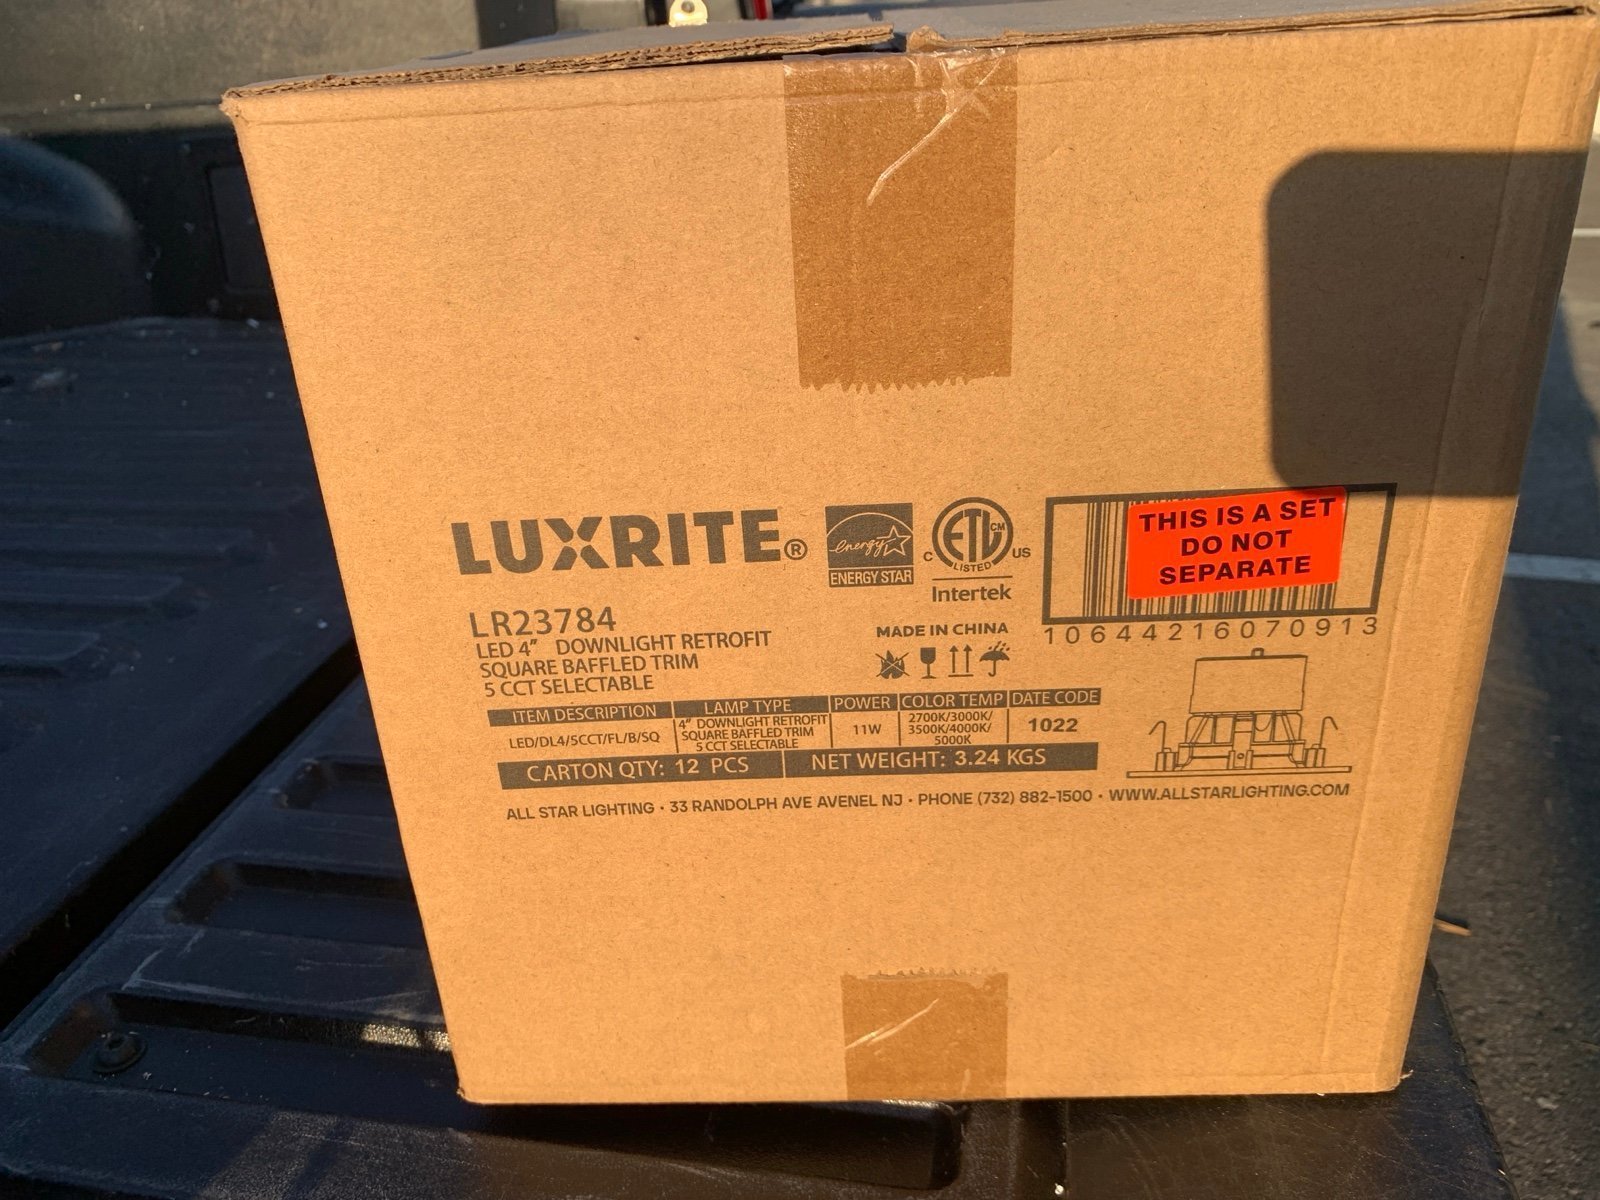 LUXRITE®
energy
ENERGY STAR
ETL CM
C US
LISTED
Intertek
THIS IS A SET
DO NOT
SEPARATE
10644216070913
LR23784
LED 4" DOWNLIGHT RETROFIT
SQUARE BAFFLED TRIM
5 CCT SELECTABLE
MADE IN CHINA
ITEM DESCRIPTION LAMP TYPE POWER COLOR TEMP DATE CODE
LED/DL4/5CCT/FL/B/SQ
4" DOWNLIGHT RETROFIT
SQUARE BAFFLED TRIM
5 CCT SELECTABLE
11W
2700K/3000K/
3500K/4000K/
5000K
1022
CARTON QTY: 12 PCS NET WEIGHT: 3.24 KGS
ALL STAR LIGHTING · 33 RANDOLPH AVE AVENEL NJ · PHONE (732) 882-1500 · WWW.ALLSTARLIGHTING.COM